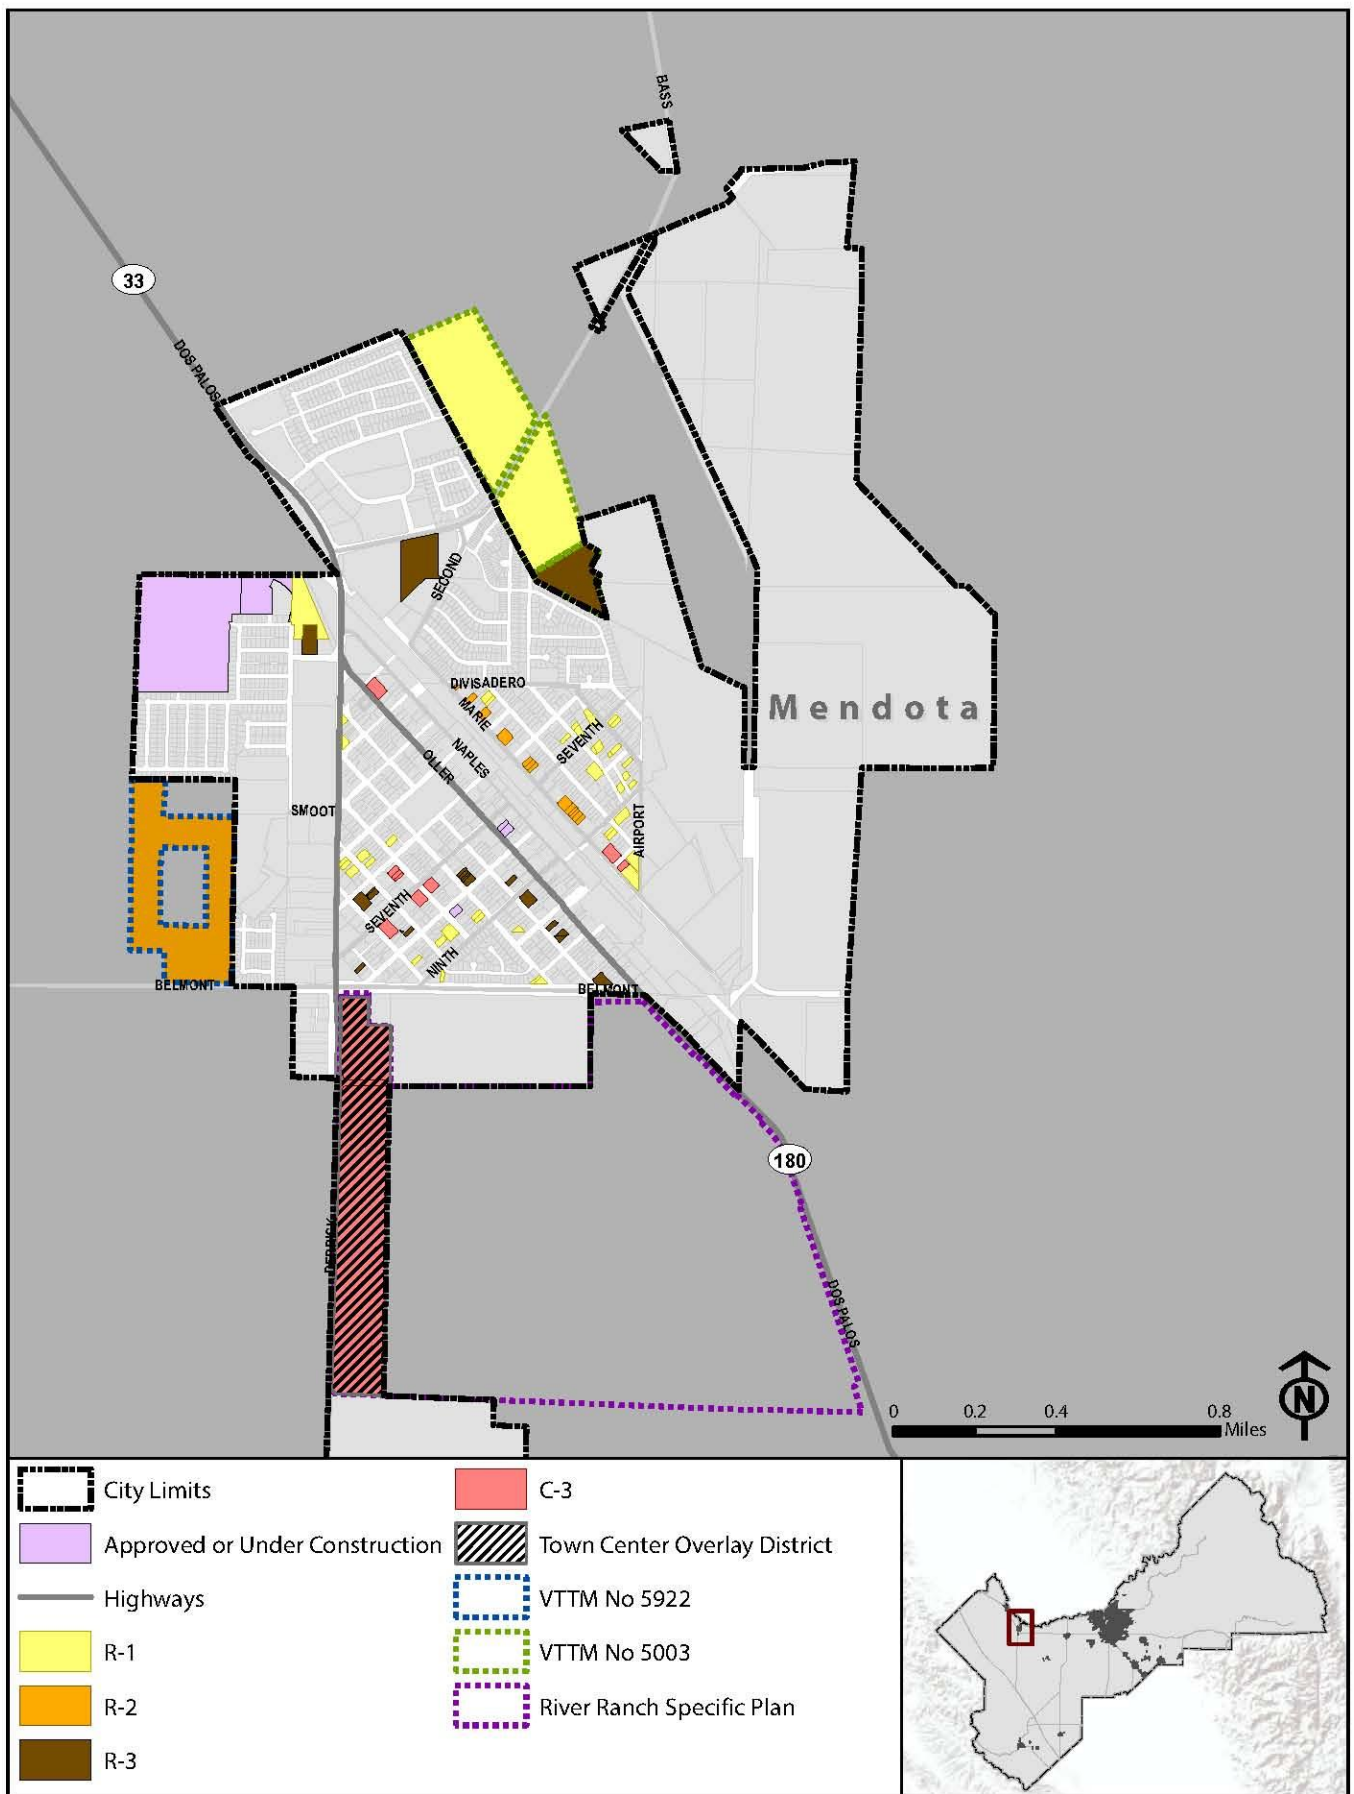 BASS
33
DOS PALOS
SECOND
DIVISADERO
MARIE
SEVENTH
NAPLES
OLLER
Mendota
SMOOT
AIRPORT
SEVENTH
NINTH
BELMONT
BELMONT
180
DERRICK
DOS PALOS
N
0 0.2 0.4 0.8
Miles
City Limits
Approved or Under Construction
Highways
R-1
R-2
R-3
C-3
Town Center Overlay District
VTTM No 5922
VTTM No 5003
River Ranch Specific Plan